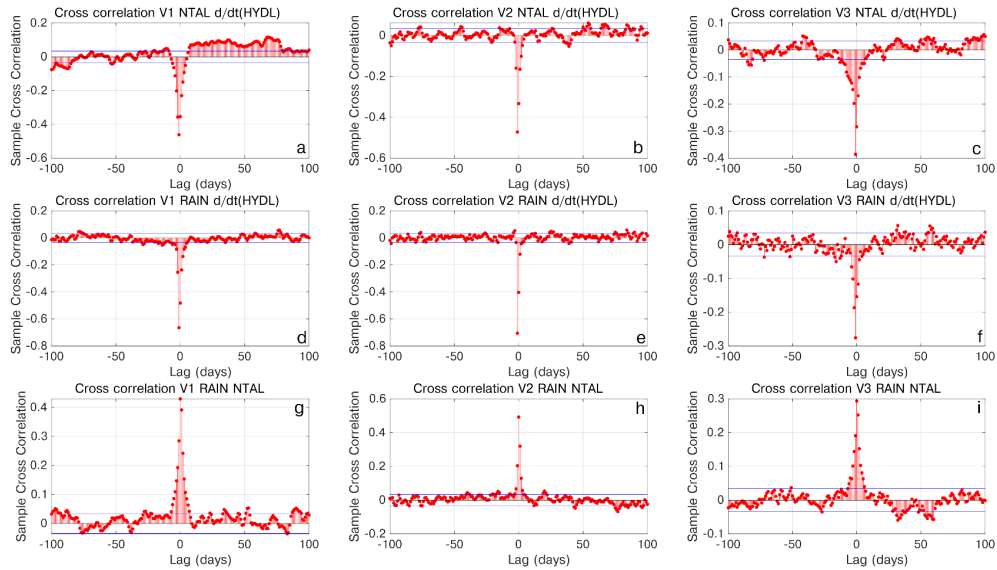 Cross correlation V1 NTAL d/dt(HYDL)
Sample Cross Correlation
0.2
0
-0.2
-0.4
-0.6
-100
-50
0
50
100
Lag (days)
a
Cross correlation V2 NTAL d/dt(HYDL)
Sample Cross Correlation
0
-0.2
-0.4
-0.6
-100
-50
0
50
100
Lag (days)
b
Cross correlation V3 NTAL d/dt(HYDL)
Sample Cross Correlation
0.1
0
-0.1
-0.2
-0.3
-0.4
-100
-50
0
50
100
Lag (days)
c
Cross correlation V1 RAIN d/dt(HYDL)
Sample Cross Correlation
0.2
0
-0.2
-0.4
-0.6
-0.8
-100
-50
0
50
100
Lag (days)
d
Cross correlation V2 RAIN d/dt(HYDL)
Sample Cross Correlation
0.2
0
-0.2
-0.4
-0.6
-0.8
-100
-50
0
50
100
Lag (days)
e
Cross correlation V3 RAIN d/dt(HYDL)
Sample Cross Correlation
0.1
0
-0.1
-0.2
-0.3
-100
-50
0
50
100
Lag (days)
f
Cross correlation V1 RAIN NTAL
Sample Cross Correlation
0.4
0.3
0.2
0.1
0
-100
-50
0
50
100
Lag (days)
g
Cross correlation V2 RAIN NTAL
Sample Cross Correlation
0.6
0.4
0.2
0
-0.2
-100
-50
0
50
100
Lag (days)
h
Cross correlation V3 RAIN NTAL
Sample Cross Correlation
0.3
0.2
0.1
0
-0.1
-100
-50
0
50
100
Lag (days)
i